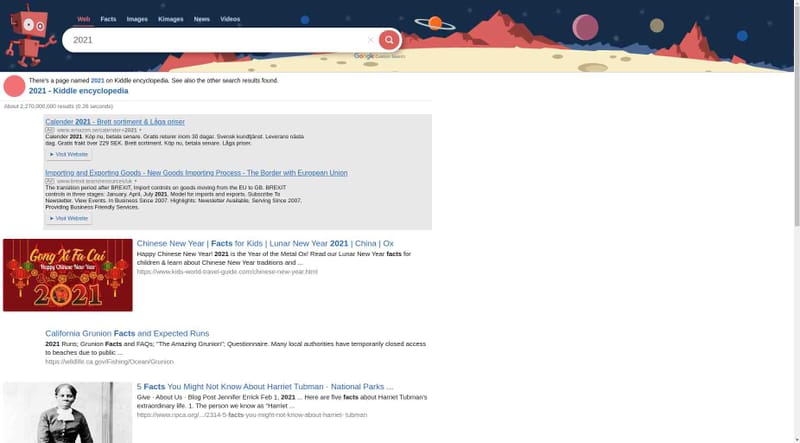 Web Facts Images Kimages News Videos
2021
Google Custom Search
There's a page named 2021 on Kiddle encyclopedia. See also the other search results found.
2021 - Kiddle encyclopedia
About 2,270,000,000 results (0.26 seconds)
Calender 2021 - Brett sortiment & Låga priser
Ad www.amazon.se/calender+2021
Calender 2021. Köp nu, betala senare. Gratis returer inom 30 dagar. Svensk kundtjänst. Leverans nästa
dag. Gratis frakt över 229 SEK. Brett sortiment. Köp nu, betala senare. Låga priser.
Visit Website
Importing and Exporting Goods - New Goods Importing Process - The Border with European Union
Ad www.brexit.team/resources/uk
The transition period after BREXIT, Import controls on goods moving from the EU to GB. BREXIT
controls in three stages: January, April, July 2021, Model for imports and exports. Subscribe To
Newsletter. View Events. In Business Since 2007. Highlights: Newsletter Available, Serving Since 2007,
Providing Business Friendly Services.
Visit Website
Chinese New Year | Facts for Kids | Lunar New Year 2021 | China | Ox
Happy Chinese New Year! 2021 is the Year of the Metal Ox! Read our Lunar New Year facts for
children & learn about Chinese New Year traditions and ...
https://www.kids-world-travel-guide.com/chinese-new-year.html
Gong Xi Fa Cai
Happy Chinese New Year
2021
California Grunion Facts and Expected Runs
2021 Runs; Grunion Facts and FAQs; "The Amazing Grunion"; Questionnaire. Many local authorities have temporarily closed access
to beaches due to public ...
https://wildlife.ca.gov/Fishing/Ocean/Grunion
5 Facts You Might Not Know About Harriet Tubman · National Parks ...
Give · About Us · Blog Post Jennifer Errick Feb 1, 2021 ... Here are five facts about Harriet Tubman's
extraordinary life. 1. The person we know as "Harriet ...
https://www.npca.org/.../2314-5-facts-you-might-not-know-about-harriet- tubman